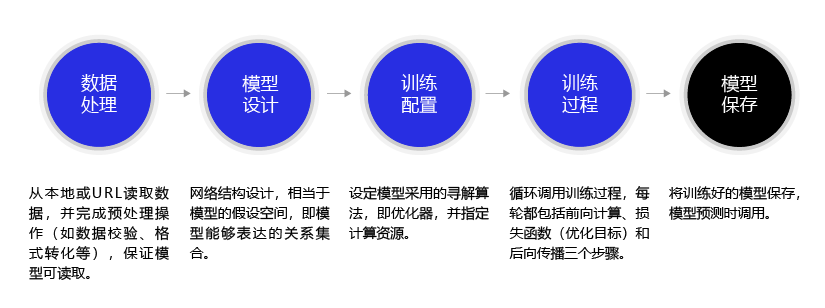 数据
处理
模型
设计
训练
配置
训练
过程
模型
保存
从本地或URL读取数
据，并完成预处理操
作（如数据校验、格
式转化等），保证模
型可读取。
网络结构设计，相当于
模型的假设空间，即模
型能够表达的关系集
合。
设定模型采用的寻解算
法，即优化器，并指定
计算资源。
循环调用训练过程，每
轮都包括前向计算、损
失函数（优化目标）和
后向传播三个步骤。
将训练好的模型保存，
模型预测时调用。